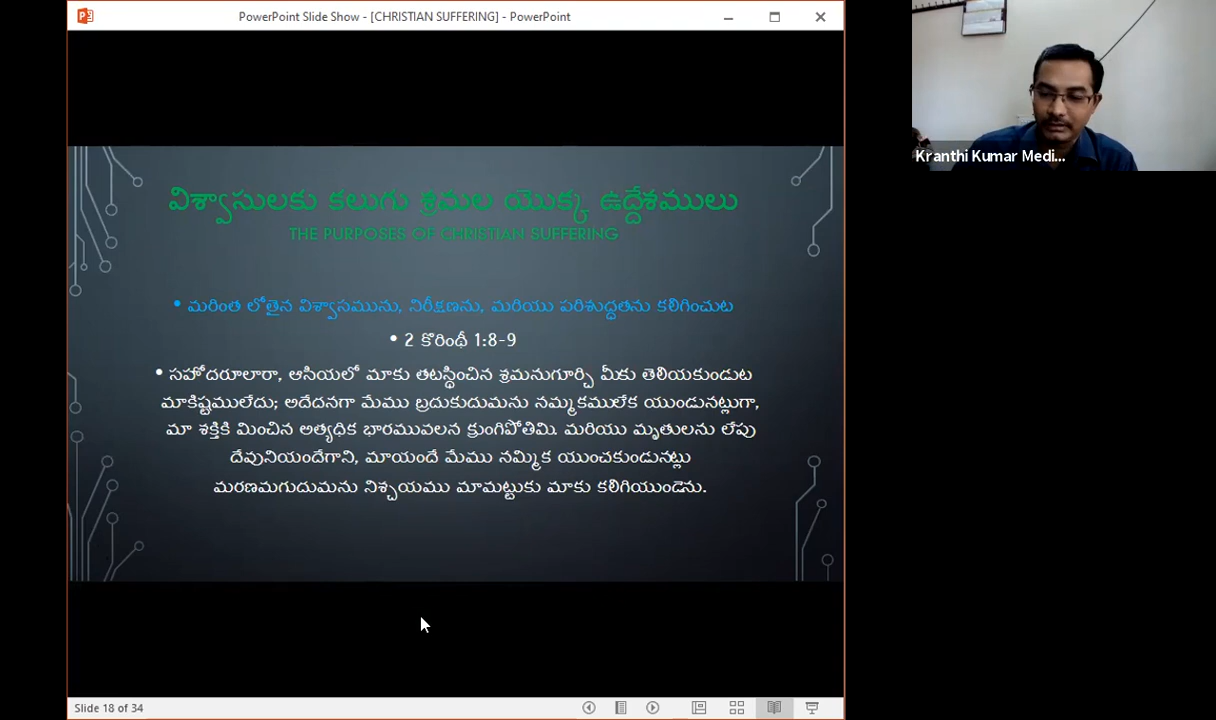 PowerPoint Slide Show - [CHRISTIAN SUFFERING] - PowerPoint
Kranthi Kumar Medi...
విశ్వాసులకు కలుగు శ్రమల యొక్క ఉద్దేశములు
THE PURPOSES OF CHRISTIAN SUFFERING
• మరింత లోతైన విశ్వాసమును, నిరీక్షణను, మరియు పరిశుద్ధతను కలిగించుట
• 2 కొరింథీ 1:8-9
• సహోదరూలారా, ఆసియలో మాకు తటస్థించిన శ్రమనుగూర్చి మీకు తెలియకుండుట
మాకిష్టములేదు; అదేదనగా మేము బ్రదుకుదుమను నమ్మకములేక యుండునట్లుగా,
మా శక్తికి మించిన అత్యధిక భారమువలన క్రుంగిపోతిమి. మరియు మృతులను లేపు
దేవునియందేగాని, మాయందే మేము నమ్మిక యుంచకుండునట్లు
మరణమగుదుమను నిశ్చయము మామట్టుకు మాకు కలిగియుండెను.
Slide 18 of 34